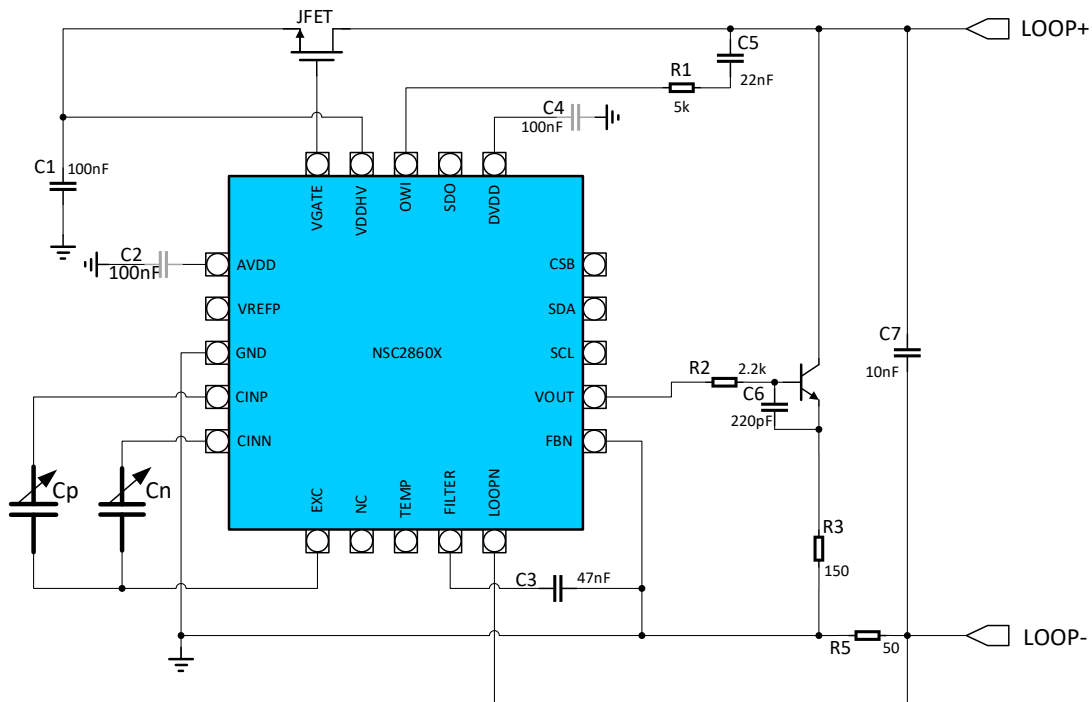 JFET
LOOP+
C5
22nF
R1
5k
C4
100nF
C1
100nF
VGATE
VDDHV
OWI
SDO
DVDD
C2
100nF
AVDD
CSB
VREFP
SDA
GND
NSC2860X
SCL
C7
10nF
CINP
VOUT
R2
2.2k
C6
220pF
CINN
FBN
Cp
Cn
EXC
NC
TEMP
FILTER
LOOPN
R3
150
C3
47nF
LOOP-
R5
50